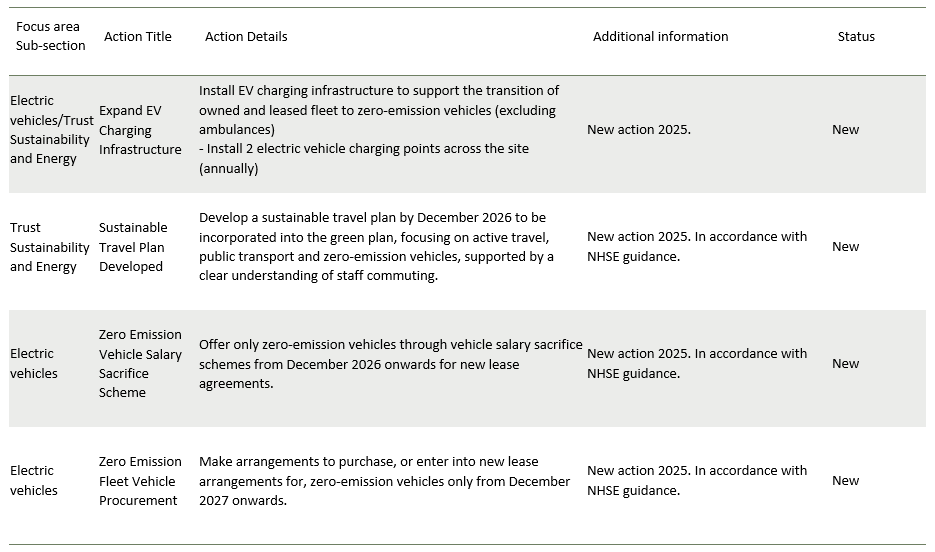 Focus area
Sub-section
Action Title
Action Details
Additional information
Status
Electric
vehicles/Trust
Sustainability
and Energy
Expand EV
Charging
Infrastructure
Install EV charging infrastructure to support the transition of
owned and leased fleet to zero-emission vehicles (excluding
ambulances)
- Install 2 electric vehicle charging points across the site
(annually)
New action 2025.
New
Trust
Sustainability
and Energy
Sustainable
Travel Plan
Developed
Develop a sustainable travel plan by December 2026 to be
incorporated into the green plan, focusing on active travel,
public transport and zero-emission vehicles, supported by a
clear understanding of staff commuting.
New action 2025. In accordance with
NHSE guidance.
New
Electric
vehicles
Zero Emission
Vehicle Salary
Sacrifice
Scheme
Offer only zero-emission vehicles through vehicle salary sacrifice
schemes from December 2026 onwards for new lease
agreements.
New action 2025. In accordance with
NHSE guidance.
New
Electric
vehicles
Zero Emission
Fleet Vehicle
Procurement
Make arrangements to purchase, or enter into new lease
arrangements for, zero-emission vehicles only from December
2027 onwards.
New action 2025. In accordance with
NHSE guidance.
New